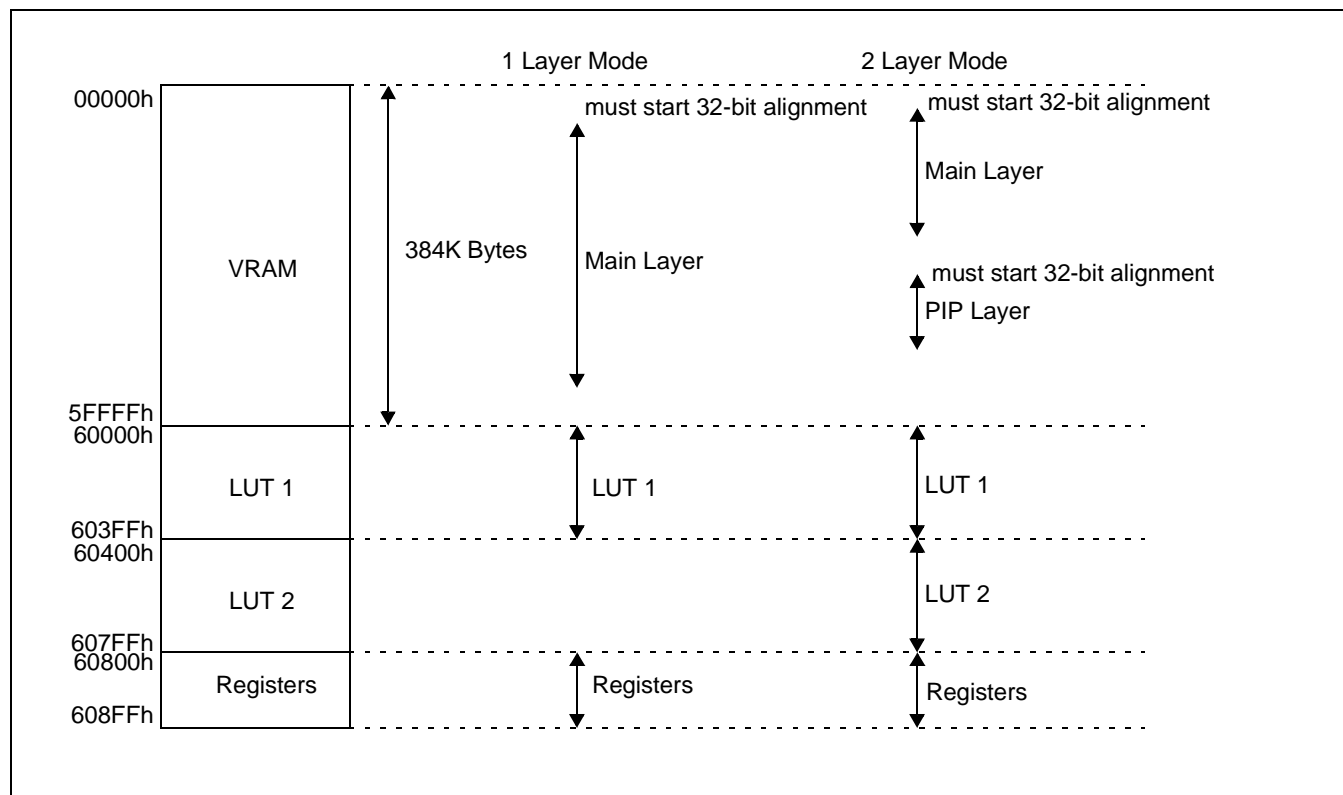 1 Layer Mode
2 Layer Mode
00000h
must start 32-bit alignment
must start 32-bit alignment
Main Layer
384K Bytes
VRAM
Main Layer
must start 32-bit alignment
PIP Layer
5FFFFh
60000h
LUT 1
LUT 1
LUT 1
603FFh
60400h
LUT 2
LUT 2
607FFh
60800h
Registers
Registers
Registers
608FFh